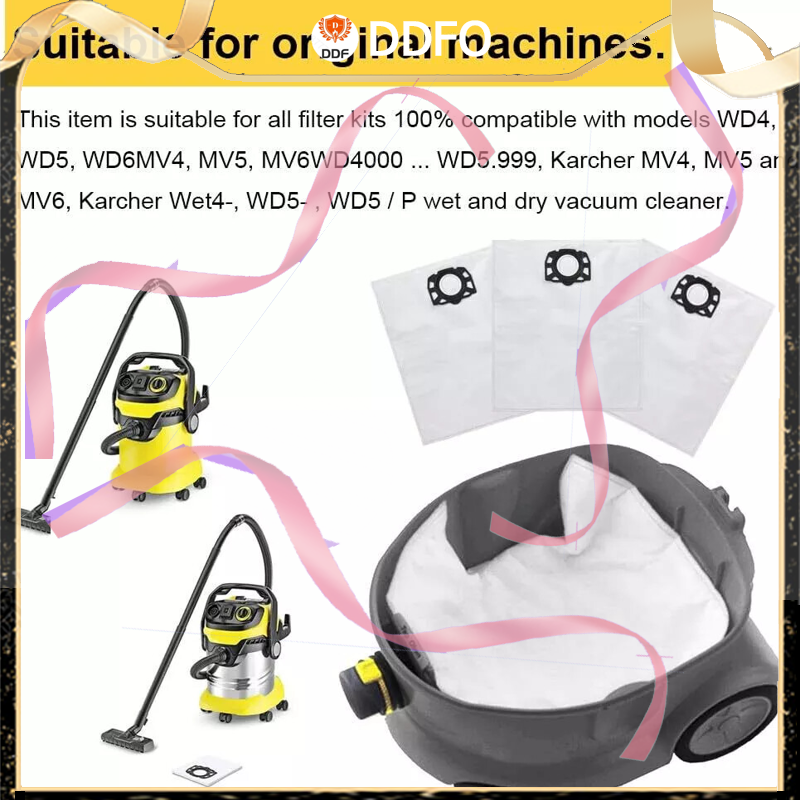 Suitable for original machines.
DDF DDFO
This item is suitable for all filter kits 100% compatible with models WD4,
WD5, WD6MV4, MV5, MV6WD4000 ... WD5.999, Karcher MV4, MV5 an
MV6, Karcher Wet4-, WD5- , WD5 / P wet and dry vacuum cleaner.